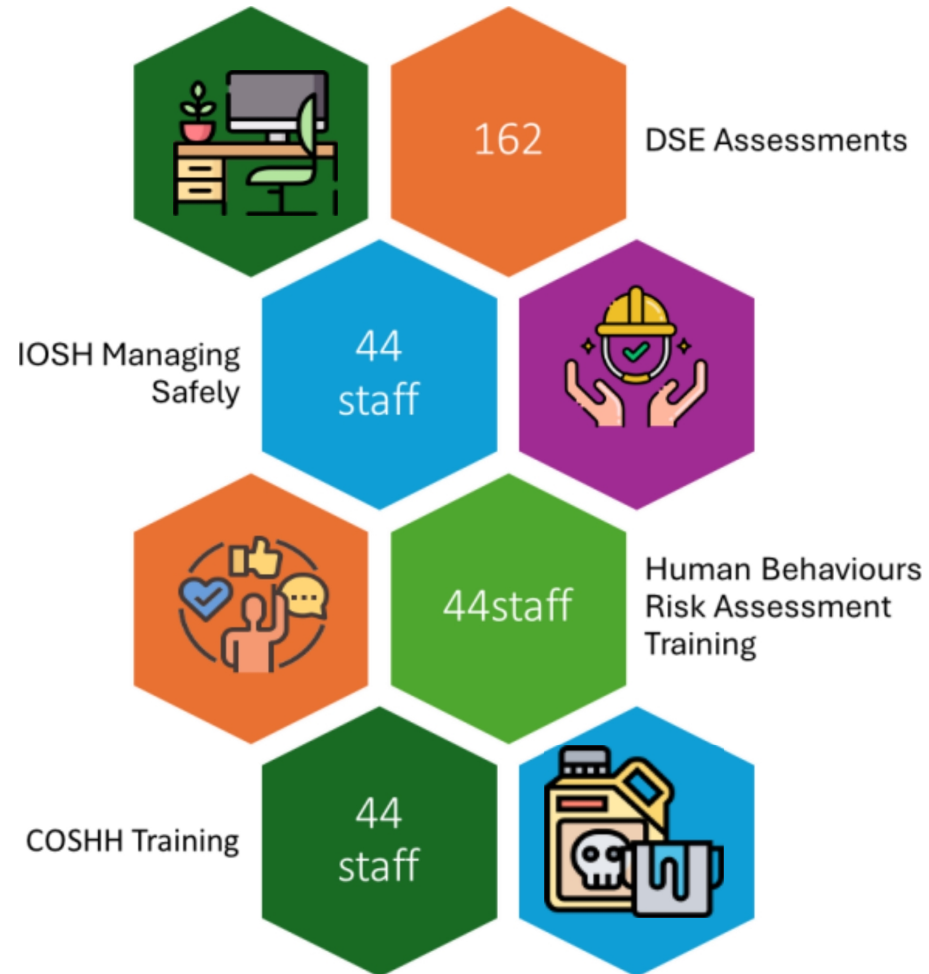 162
DSE Assessments
IOSH Managing
Safely
44
staff
44staff
Human Behaviours
Risk Assessment
Training
COSHH Training
44
staff